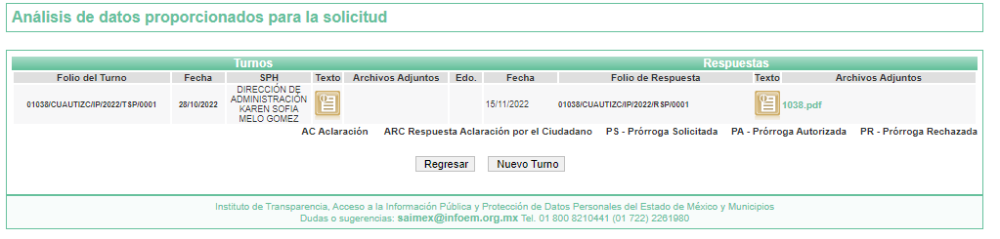 Análisis de datos proporcionados para la solicitud
Turnos Respuestas
Folio del Turno Fecha SPH Texto Archivos Adjuntos Edo. Fecha Folio de Respuesta Texto Archivos Adjuntos
01038/CUAUTIZC/IP/2022/TSP/0001 28/10/2022 DIRECCIÓN DE
ADMINISTRACIÓN
KAREN SOFIA
MELO GOMEZ 15/11/2022 01038/CUAUTIZC/IP/2022/RSP/0001 1038.pdf
AC Aclaración ARC Respuesta Aclaración por el Ciudadano PS - Prórroga Solicitada PA - Prórroga Autorizada PR - Prórroga Rechazada
Regresar Nuevo Turno
Instituto de Transparencia, Acceso a la Información Pública y Protección de Datos Personales del Estado de México y Municipios
Dudas o sugerencias: saimex@infoem.org.mx Tel. 01 800 8210441 (01 722) 2261980